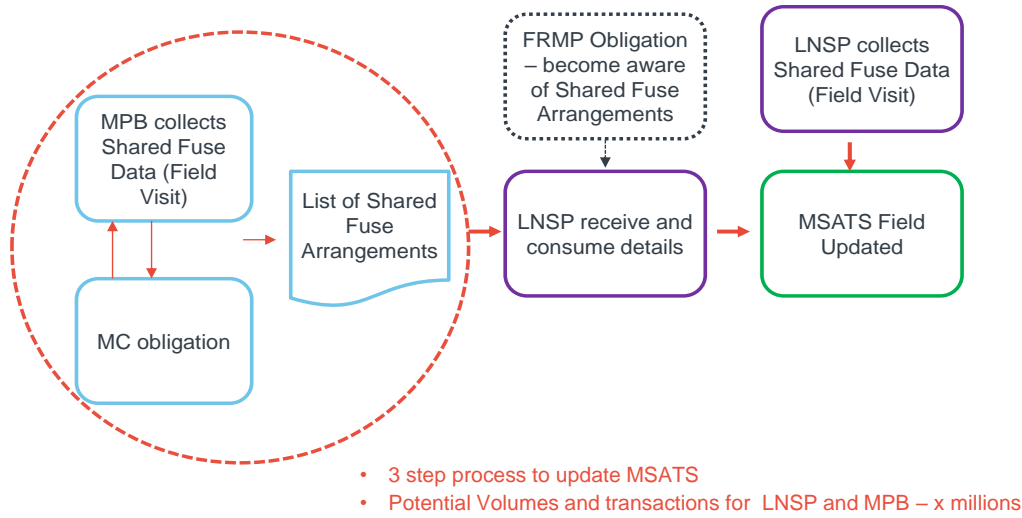 MPB collects
Shared Fuse
Data (Field
Visit)
MC obligation
List of Shared
Fuse
Arrangements
FRMP Obligation
– become aware
of Shared Fuse
Arrangements
LNSP receive and
consume details
LNSP collects
Shared Fuse Data
(Field Visit)
MSATS Field
Updated
• 3 step process to update MSATS
• Potential Volumes and transactions for LNSP and MPB – x millions